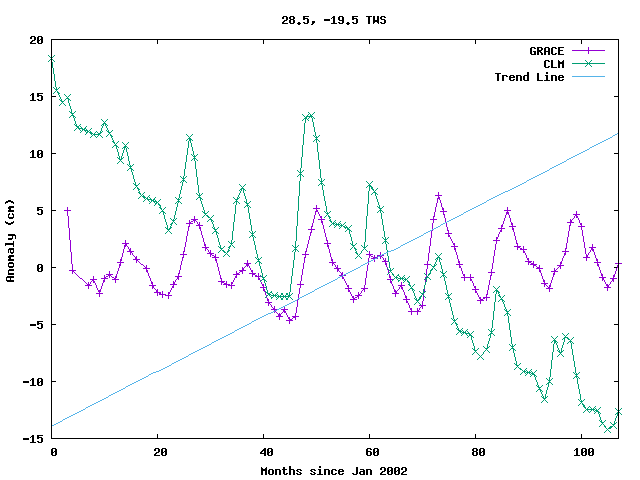 28.5, -19.5 TWS
GRACE
CLM
Trend Line
20
15
10
5
0
-5
-10
-15
Anomaly (cm)
0 20 40 60 80 100
Months since Jan 2002